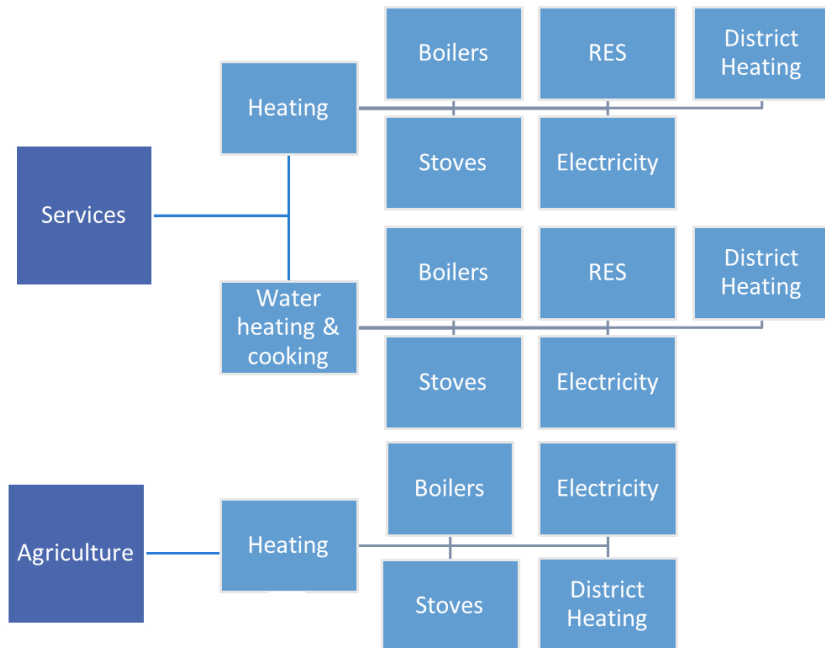 Services
Heating
Boilers
RES
District
Heating
Stoves
Electricity
Water
heating &
cooking
Boilers
RES
District
Heating
Stoves
Electricity
Agriculture
Heating
Boilers
Electricity
Stoves
District
Heating